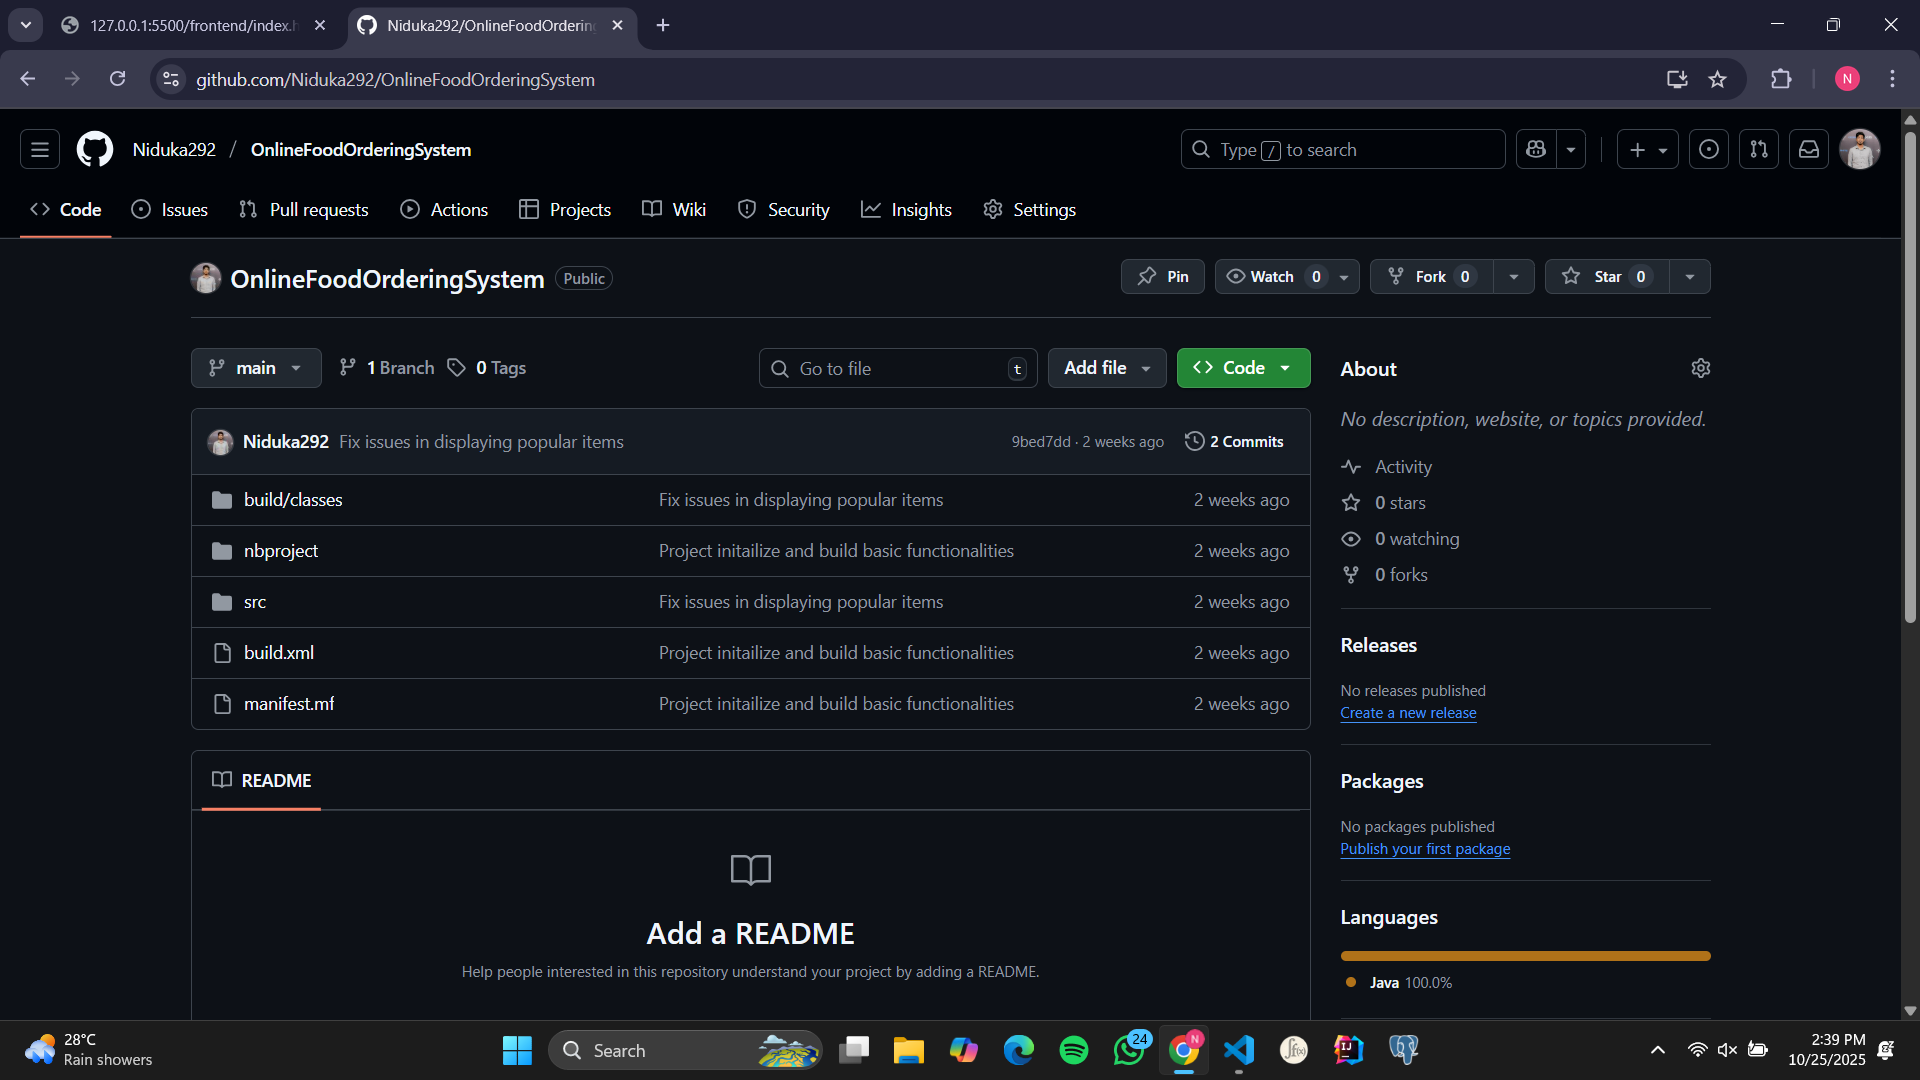 127.0.0.1:5500/frontend/index.h
Niduka292/OnlineFoodOrdering
github.com/Niduka292/OnlineFoodOrderingSystem
N
Niduka292 / OnlineFoodOrderingSystem
Type / to search
Code
Issues
Pull requests
Actions
Projects
Wiki
Security
Insights
Settings
OnlineFoodOrderingSystem Public
Pin
Watch 0
Fork 0
Star 0
main
1 Branch
0 Tags
Go to file t
Add file
Code
Niduka292 Fix issues in displaying popular items 9bed7dd · 2 weeks ago 2 Commits
build/classes Fix issues in displaying popular items 2 weeks ago
nbproject Project initailize and build basic functionalities 2 weeks ago
src Fix issues in displaying popular items 2 weeks ago
build.xml Project initailize and build basic functionalities 2 weeks ago
manifest.mf Project initailize and build basic functionalities 2 weeks ago
README
Add a README
Help people interested in this repository understand your project by adding a README.
About
No description, website, or topics provided.
Activity
0 stars
0 watching
0 forks
Releases
No releases published
Create a new release
Packages
No packages published
Publish your first package
Languages
Java 100.0%
28°C
Rain showers
Search
24
N
IJ
2:39 PM
10/25/2025